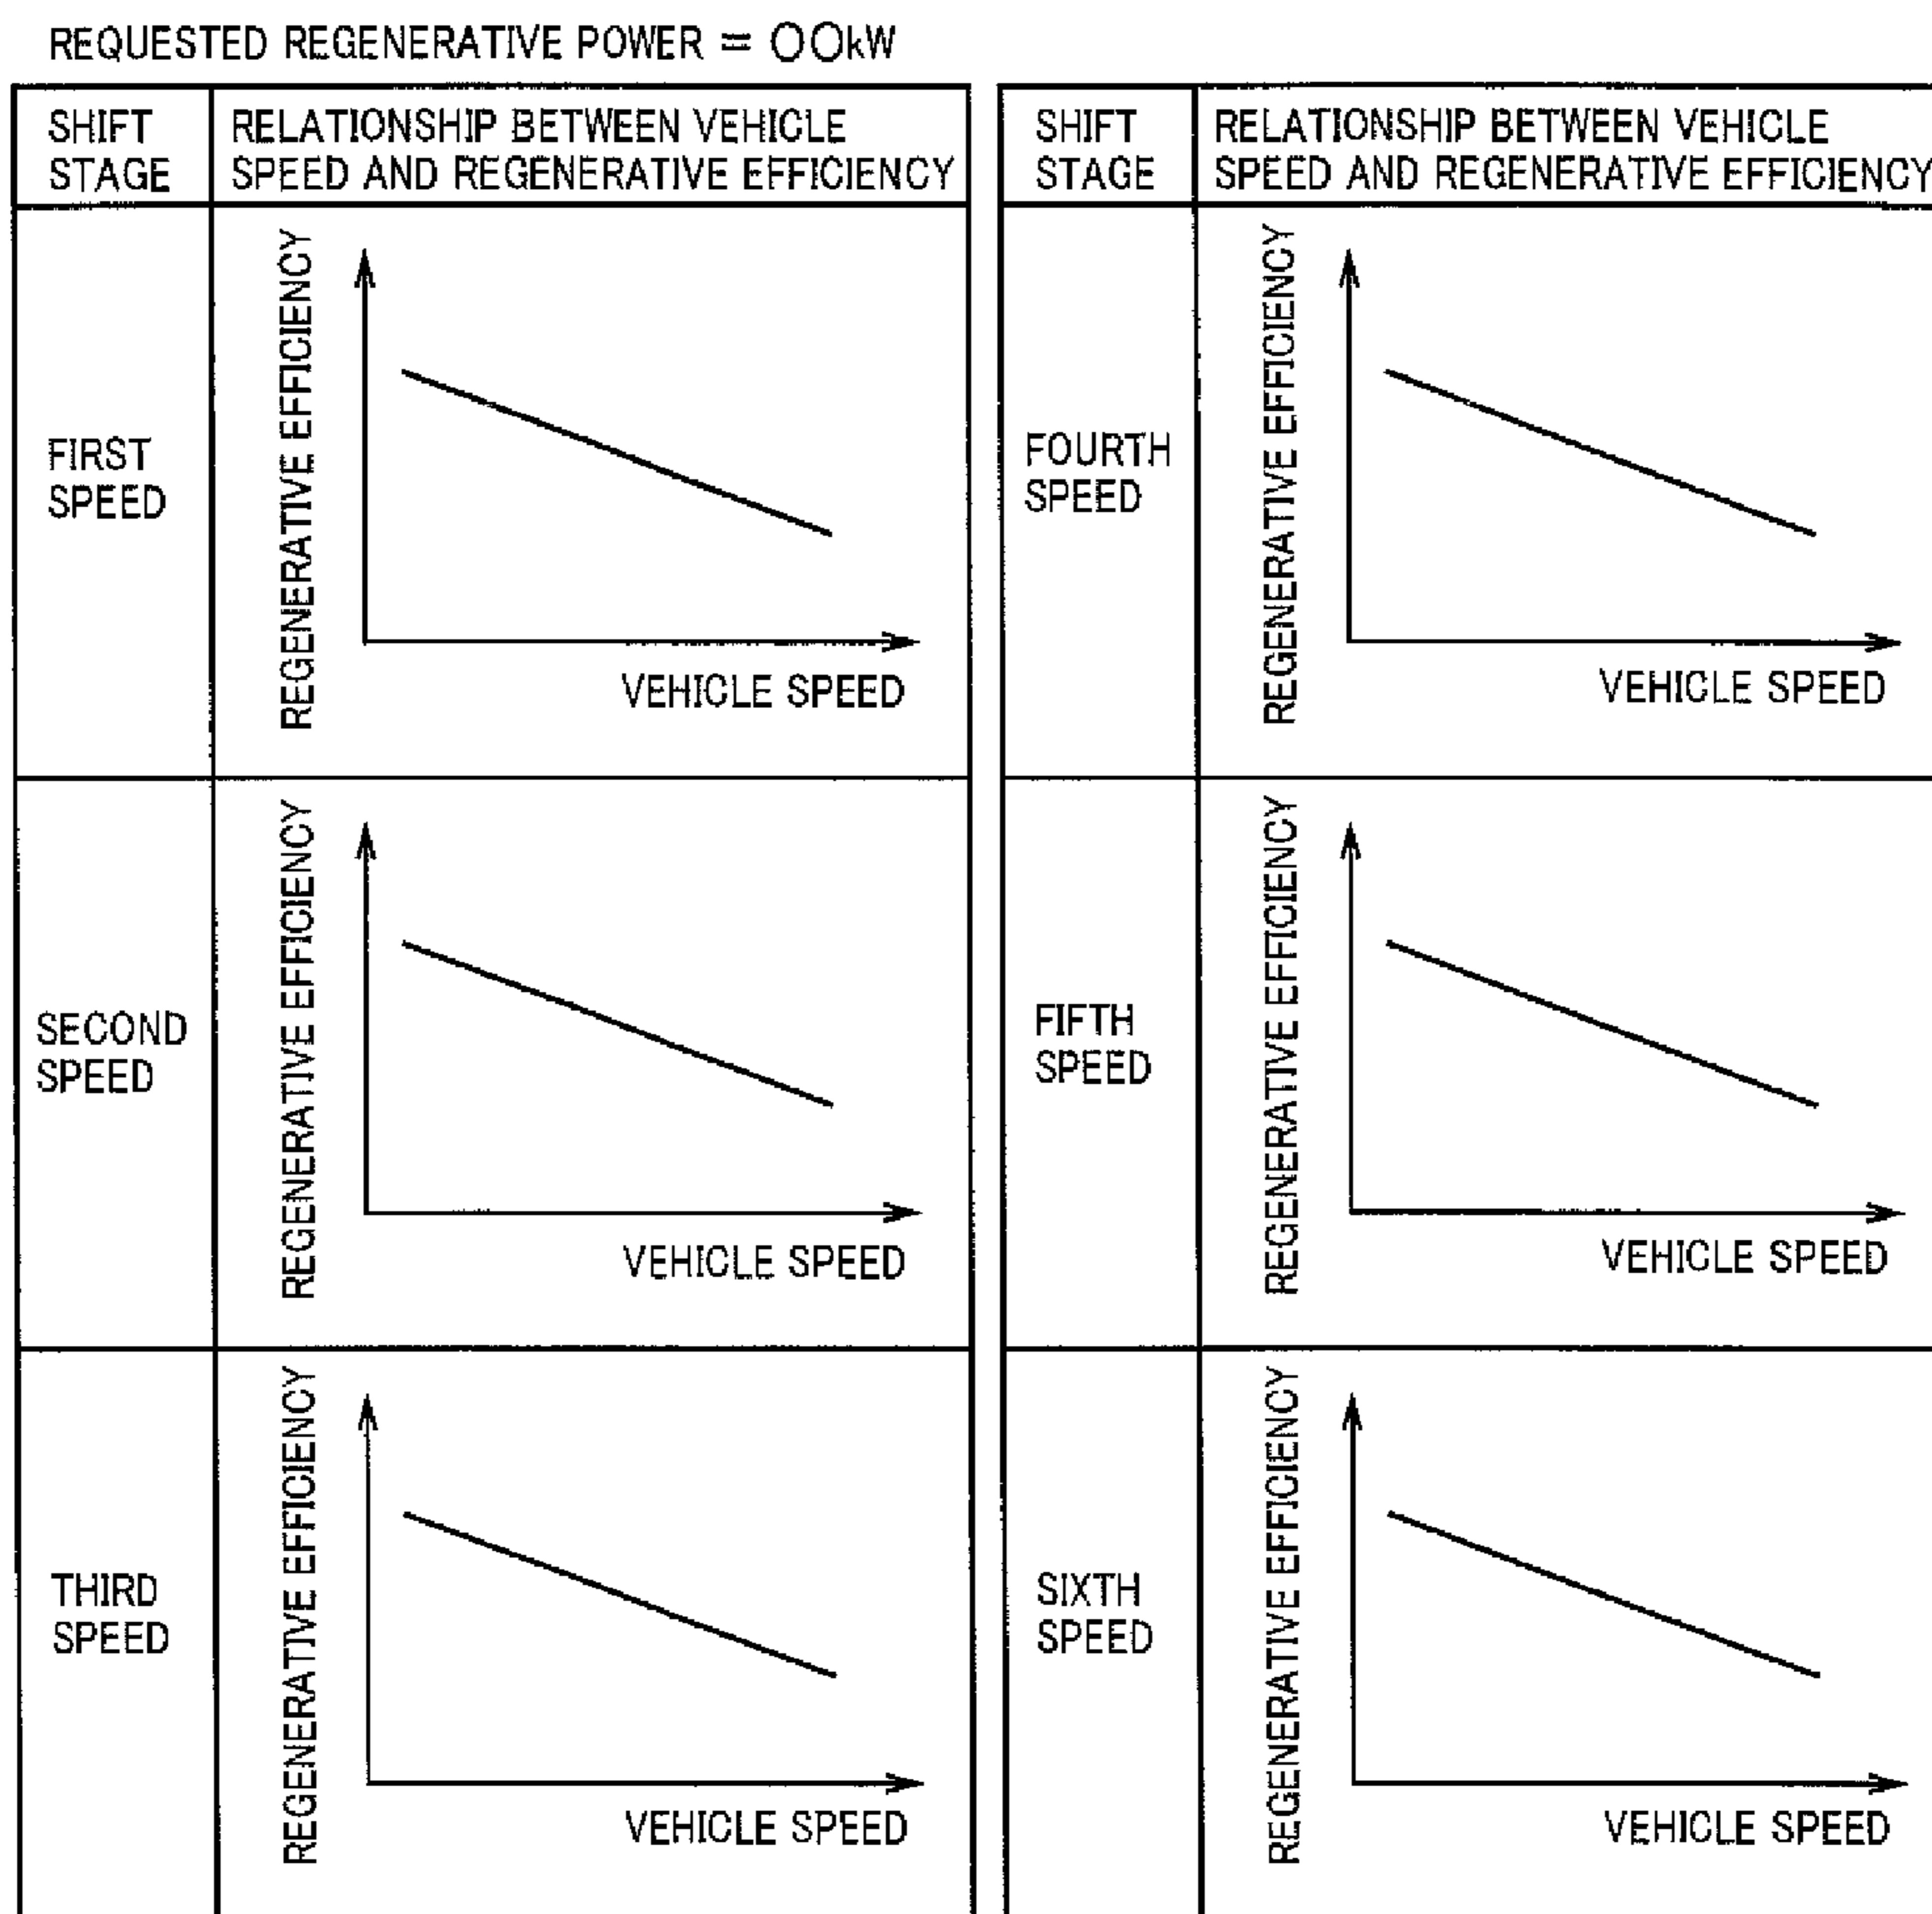 REQUESTED REGENERATIVE POWER = ○○kW
SHIFT
STAGE
RELATIONSHIP BETWEEN VEHICLE
SPEED AND REGENERATIVE EFFICIENCY
FIRST
SPEED
REGENERATIVE EFFICIENCY
VEHICLE SPEED
SECOND
SPEED
REGENERATIVE EFFICIENCY
VEHICLE SPEED
THIRD
SPEED
REGENERATIVE EFFICIENCY
VEHICLE SPEED
SHIFT
STAGE
RELATIONSHIP BETWEEN VEHICLE
SPEED AND REGENERATIVE EFFICIENCY
FOURTH
SPEED
REGENERATIVE EFFICIENCY
VEHICLE SPEED
FIFTH
SPEED
REGENERATIVE EFFICIENCY
VEHICLE SPEED
SIXTH
SPEED
REGENERATIVE EFFICIENCY
VEHICLE SPEED